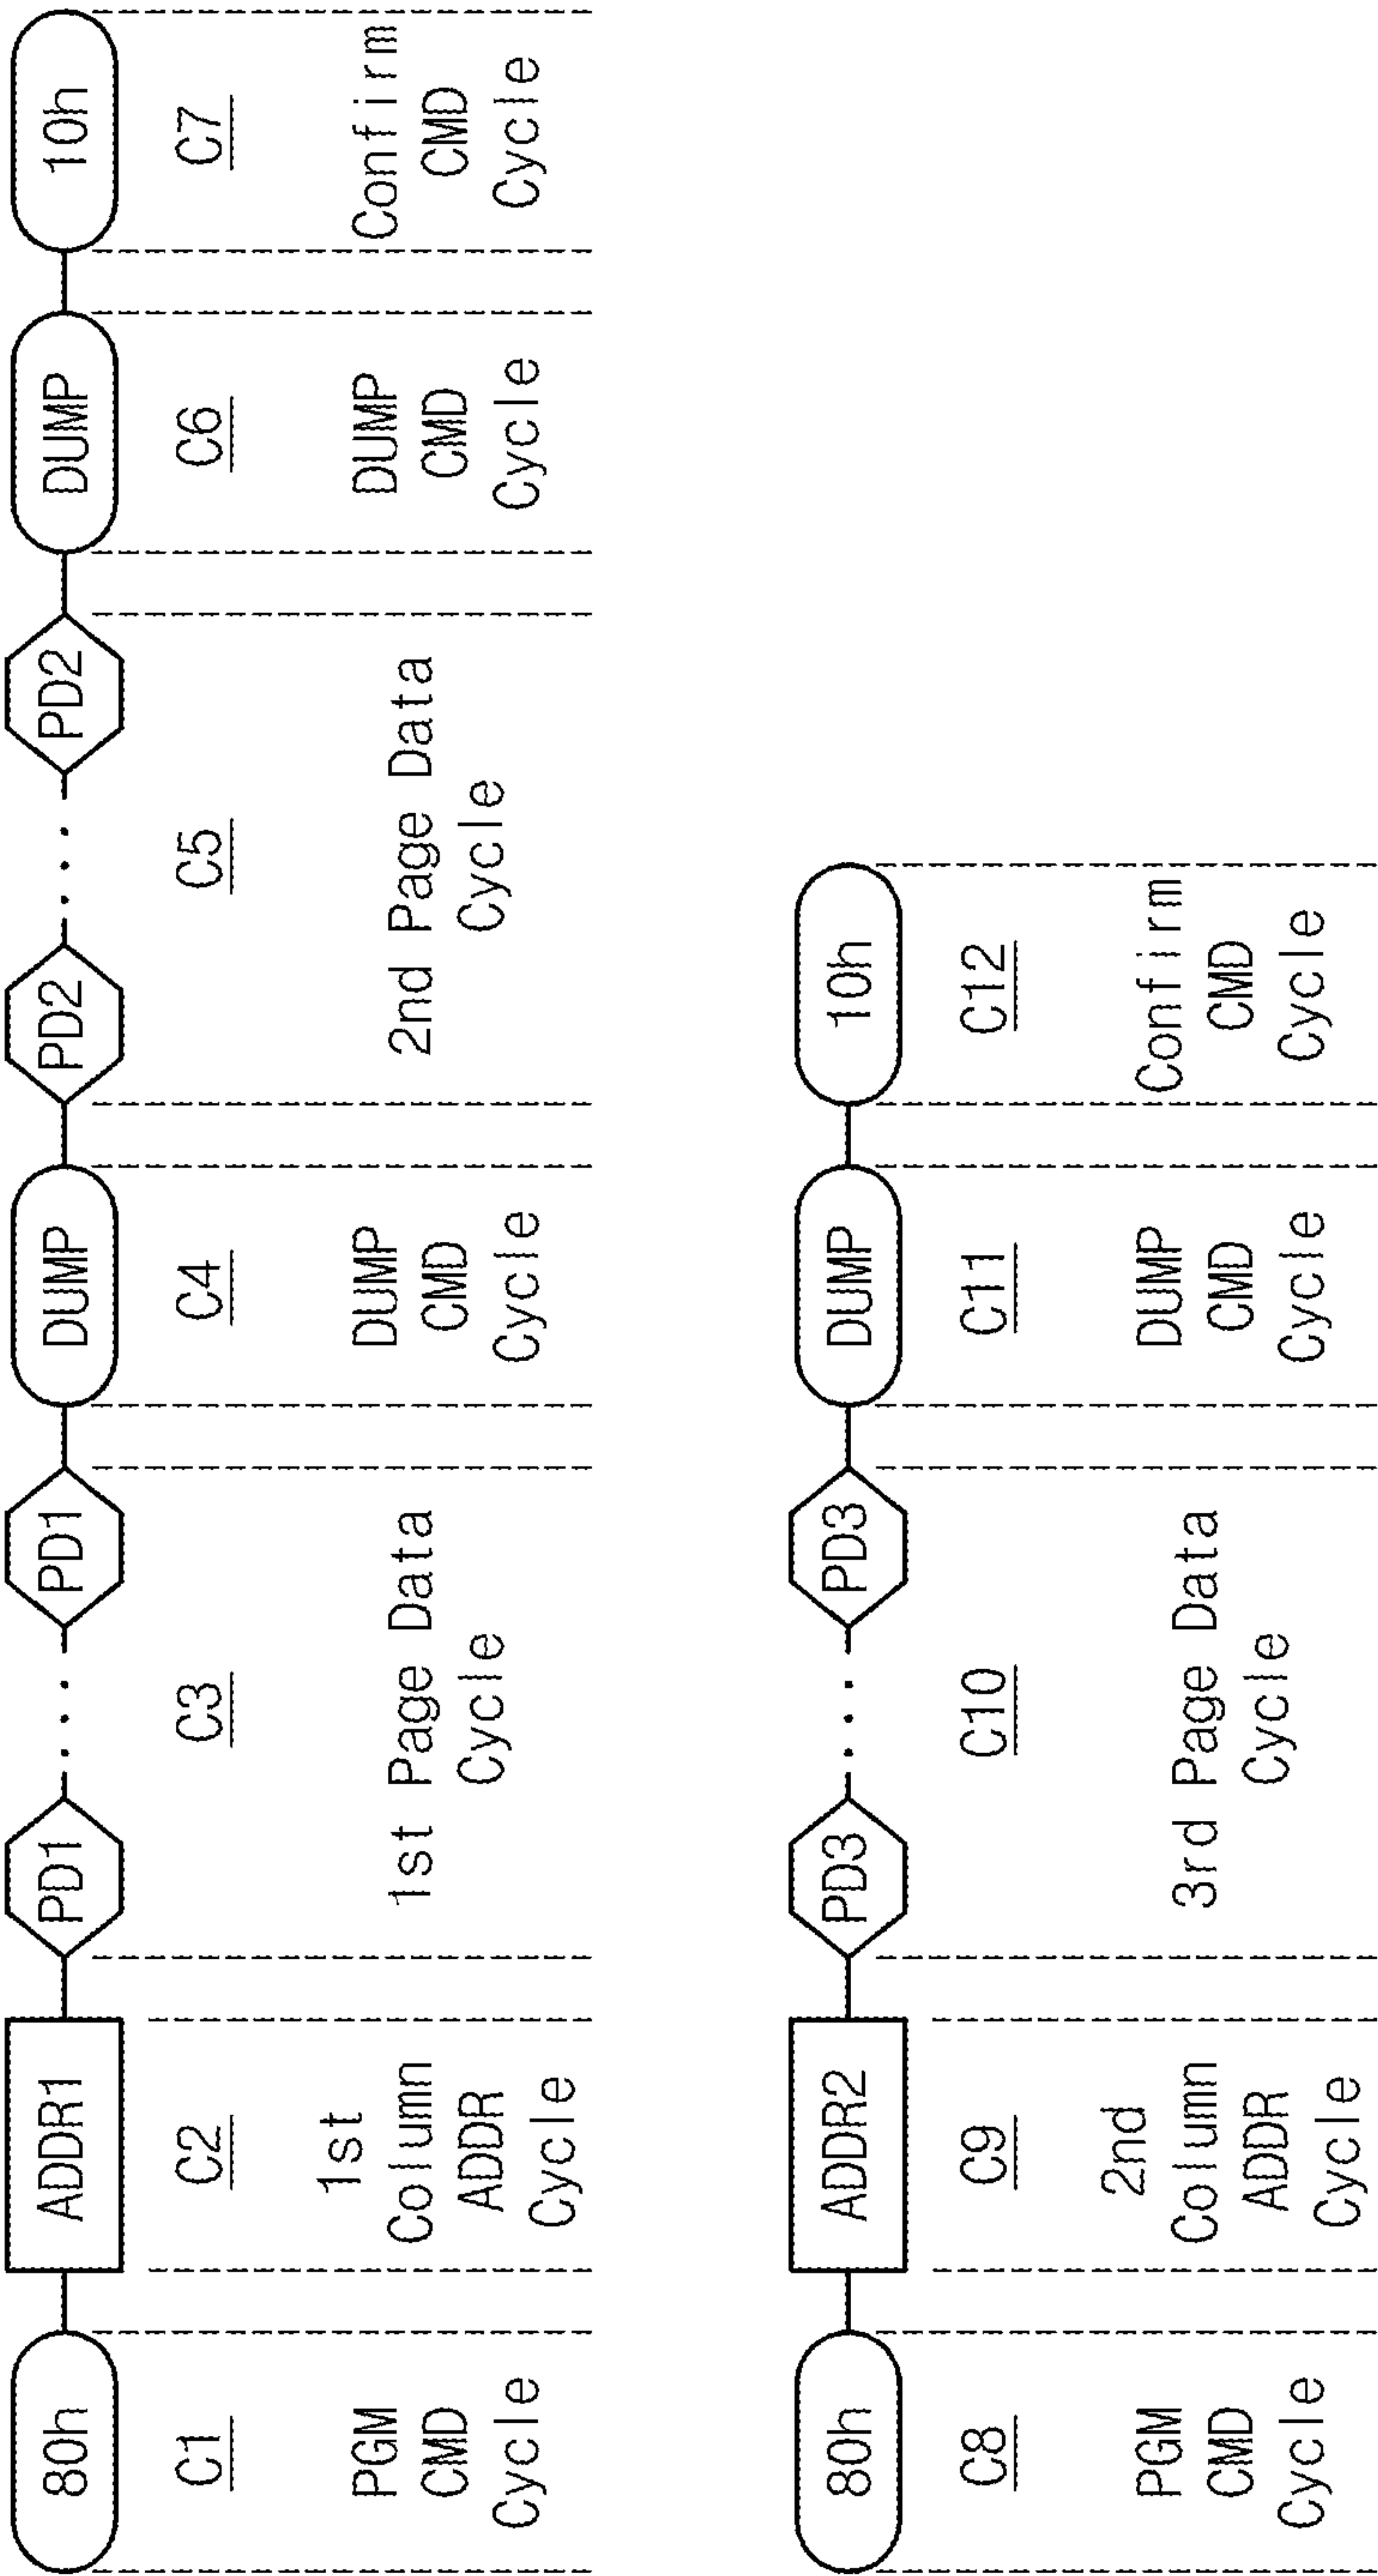 80h ADDR1 PD1 . . . PD1 DUMP PD2 . . . PD2 DUMP 10h
C1 C2 C3 C4 C5 C6 C7
PGM
CMD
Cycle
1st
Column
ADDR
Cycle
1st Page Data
Cycle
DUMP
CMD
Cycle
2nd Page Data
Cycle
DUMP
CMD
Cycle
Confirm
CMD
Cycle
80h ADDR2 PD3 . . . PD3 DUMP 10h
C8 C9 C10 C11 C12
PGM
CMD
Cycle
2nd
Column
ADDR
Cycle
3rd Page Data
Cycle
DUMP
CMD
Cycle
Confirm
CMD
Cycle